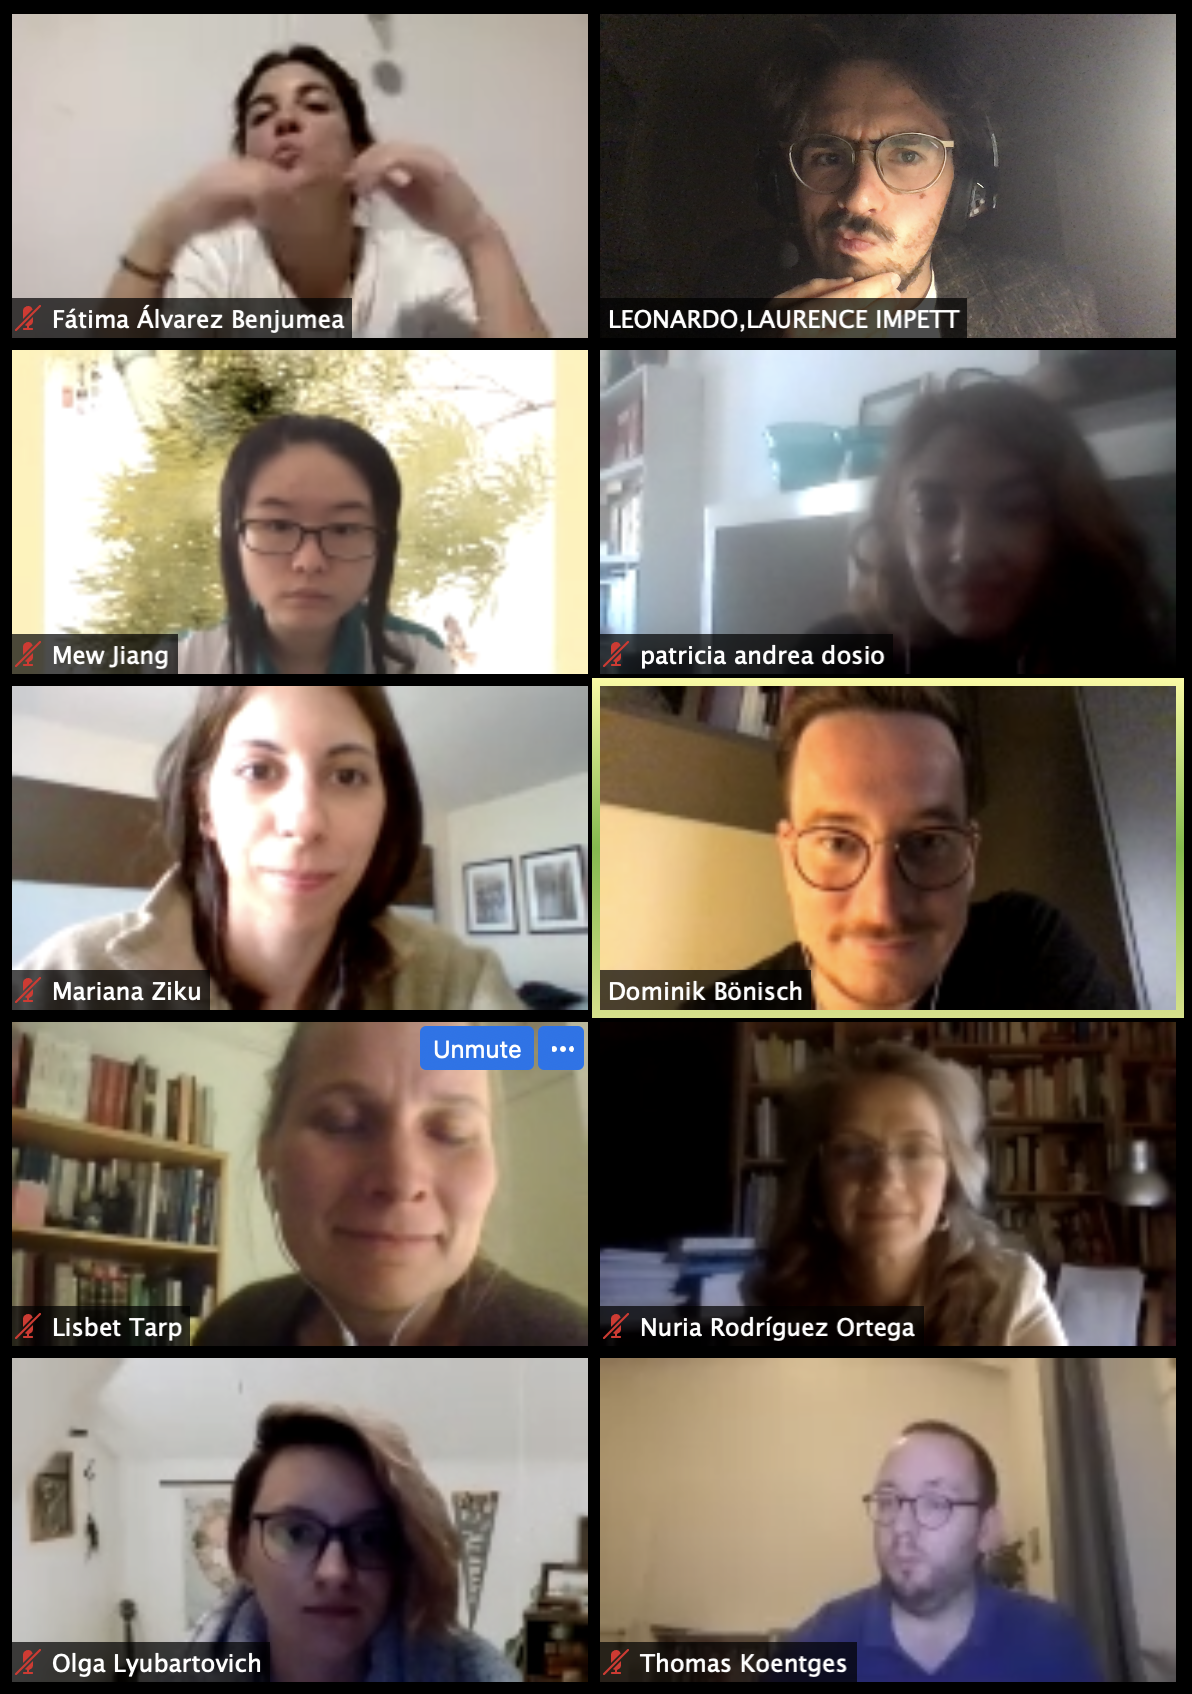 Fátima Álvarez Benjumea
LEONARDO,LAURENCE IMPETT
Mew Jiang
patricia andrea dosio
Mariana Ziku
Dominik Bönisch
Unmute ...
Lisbet Tarp
Nuria Rodríguez Ortega
Olga Lyubartovich
Thomas Koentges